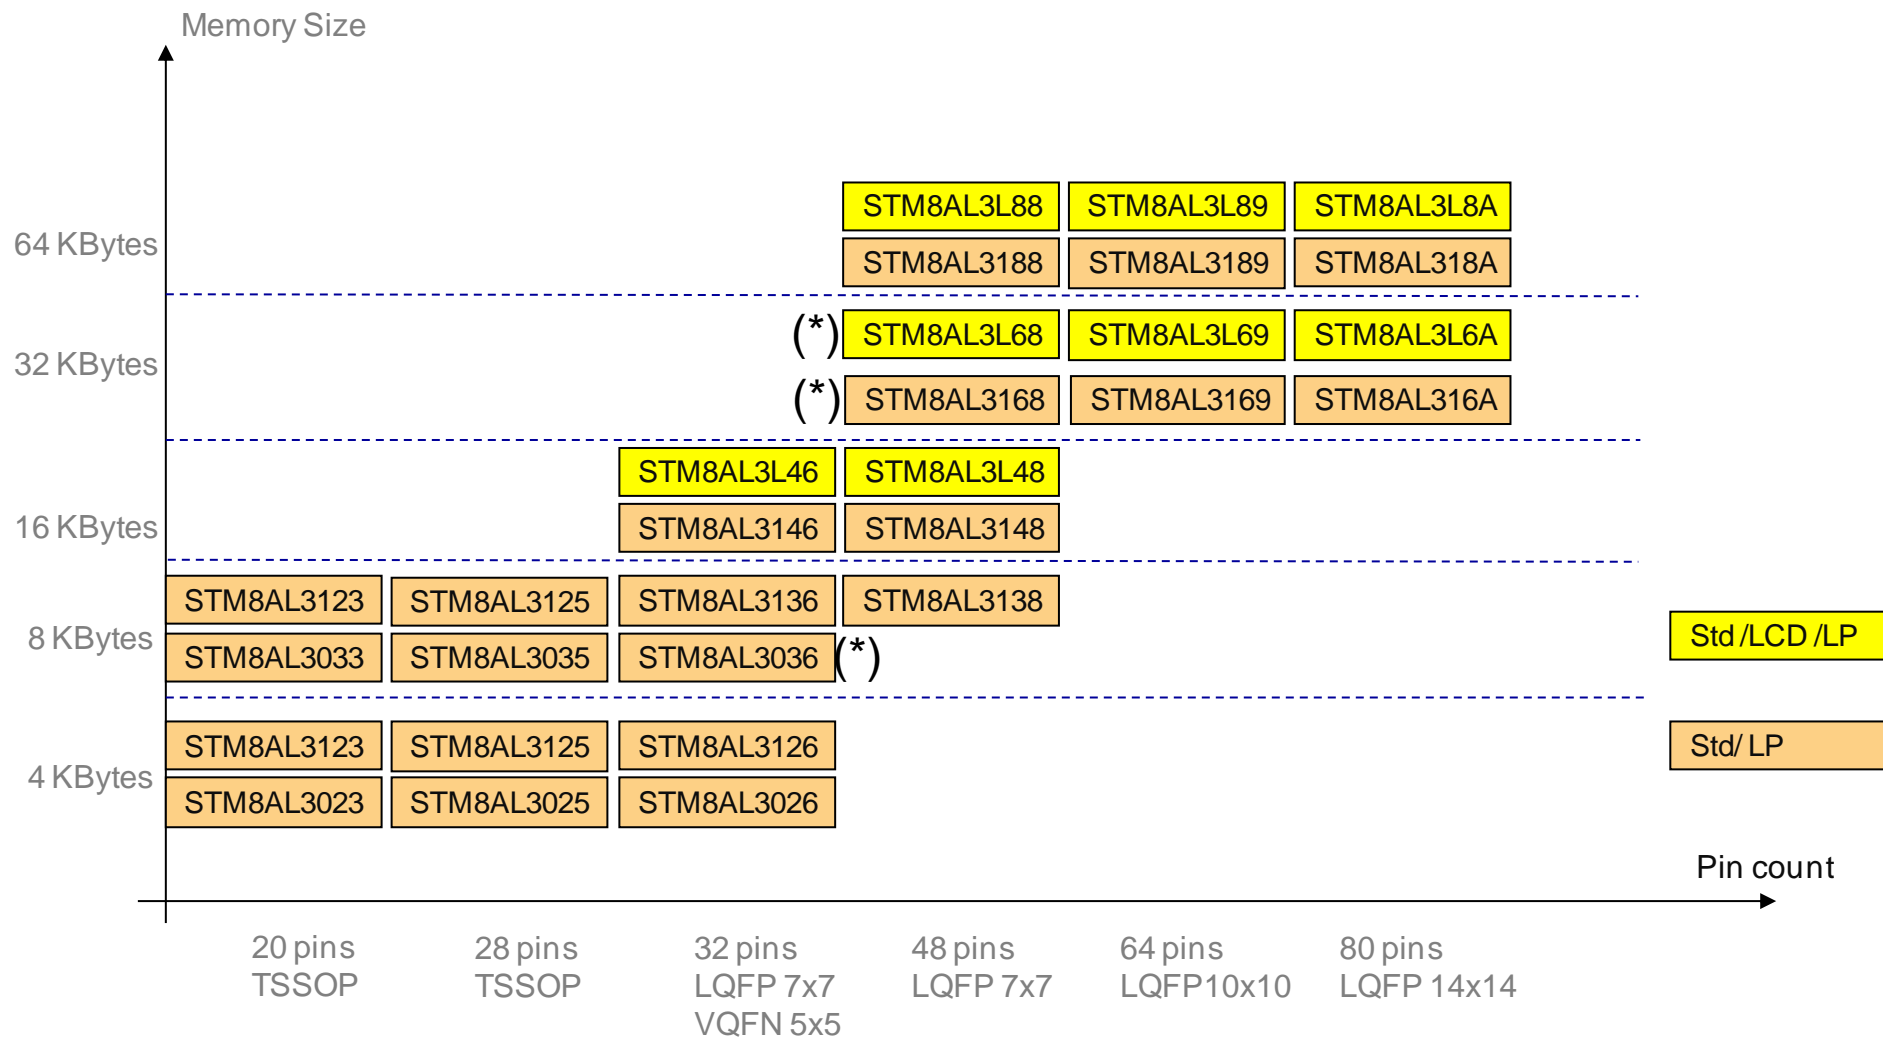 Memory Size
STM8AL3L88 STM8AL3L89 STM8AL3L8A
64 KBytes
STM8AL3188 STM8AL3189 STM8AL318A
(*) STM8AL3L68 STM8AL3L69 STM8AL3L6A
32 KBytes
(*) STM8AL3168 STM8AL3169 STM8AL316A
STM8AL3L46 STM8AL3L48
16 KBytes
STM8AL3146 STM8AL3148
STM8AL3123 STM8AL3125 STM8AL3136 STM8AL3138
8 KBytes
STM8AL3033 STM8AL3035 STM8AL3036 (*)
Std /LCD /LP
STM8AL3123 STM8AL3125 STM8AL3126
Std/ LP
4 KBytes
STM8AL3023 STM8AL3025 STM8AL3026
Pin count
20 pins 28 pins 32 pins 48 pins 64 pins 80 pins
TSSOP TSSOP LQFP 7x7 LQFP 7x7 LQFP10x10 LQFP 14x14
VQFN 5x5